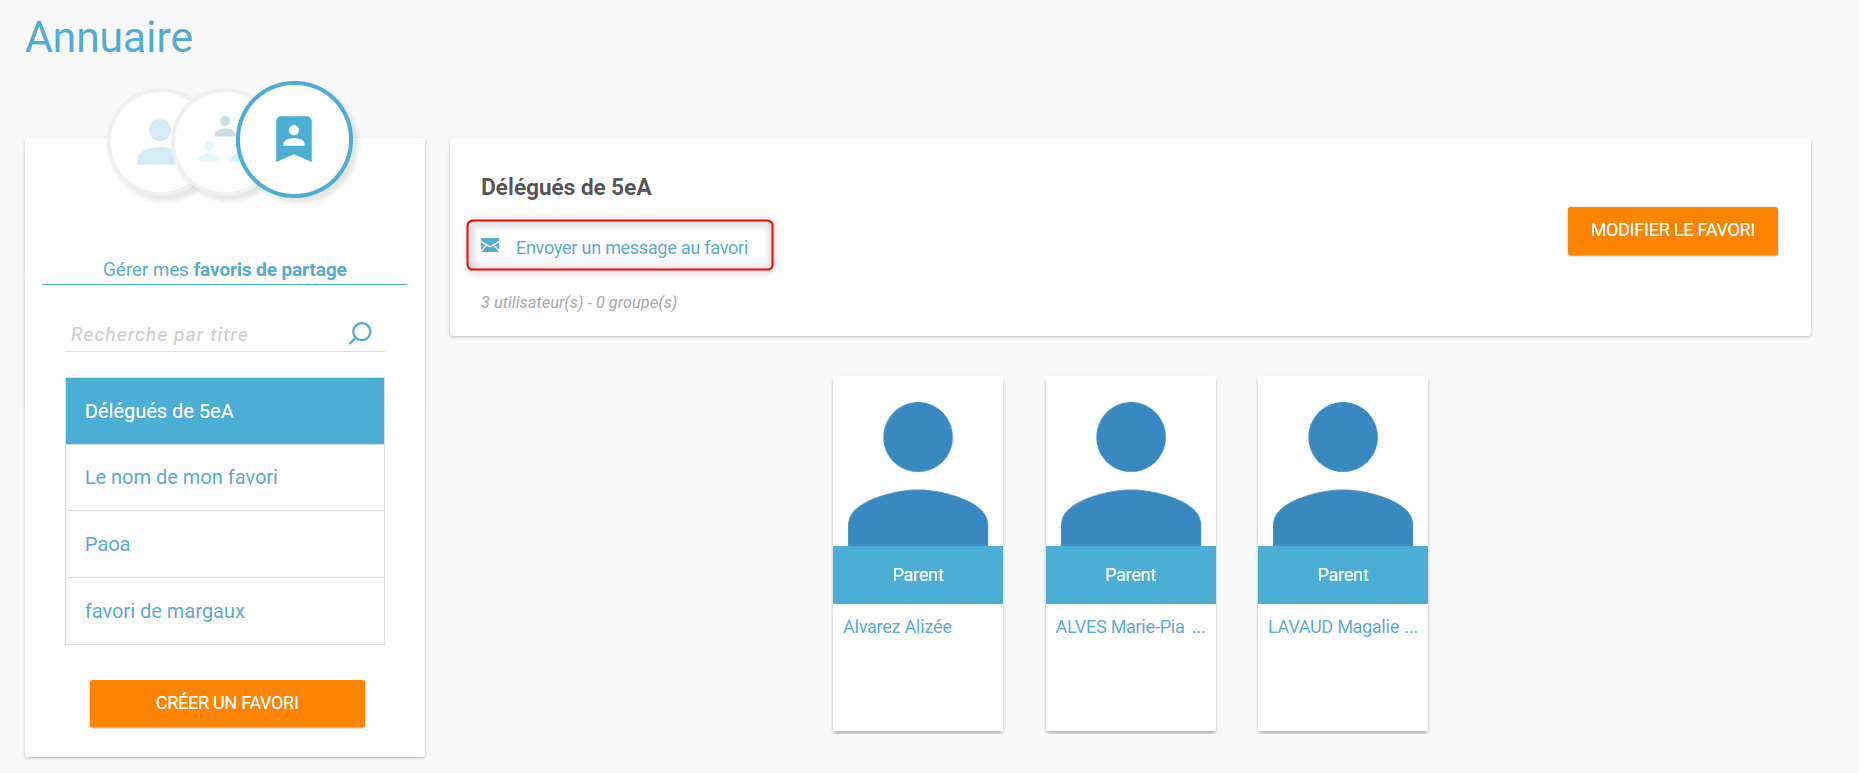 Annuaire
Gérer mes favoris de partage
Recherche par titre
Délégués de 5eA
Le nom de mon favori
Paoa
favori de margaux
CRÉER UN FAVORI
Délégués de 5eA
Envoyer un message au favori
3 utilisateur(s) - 0 groupe(s)
MODIFIER LE FAVORI
Parent
Alvarez Alizée
Parent
ALVES Marie-Pia ...
Parent
LAVAUD Magalie ...